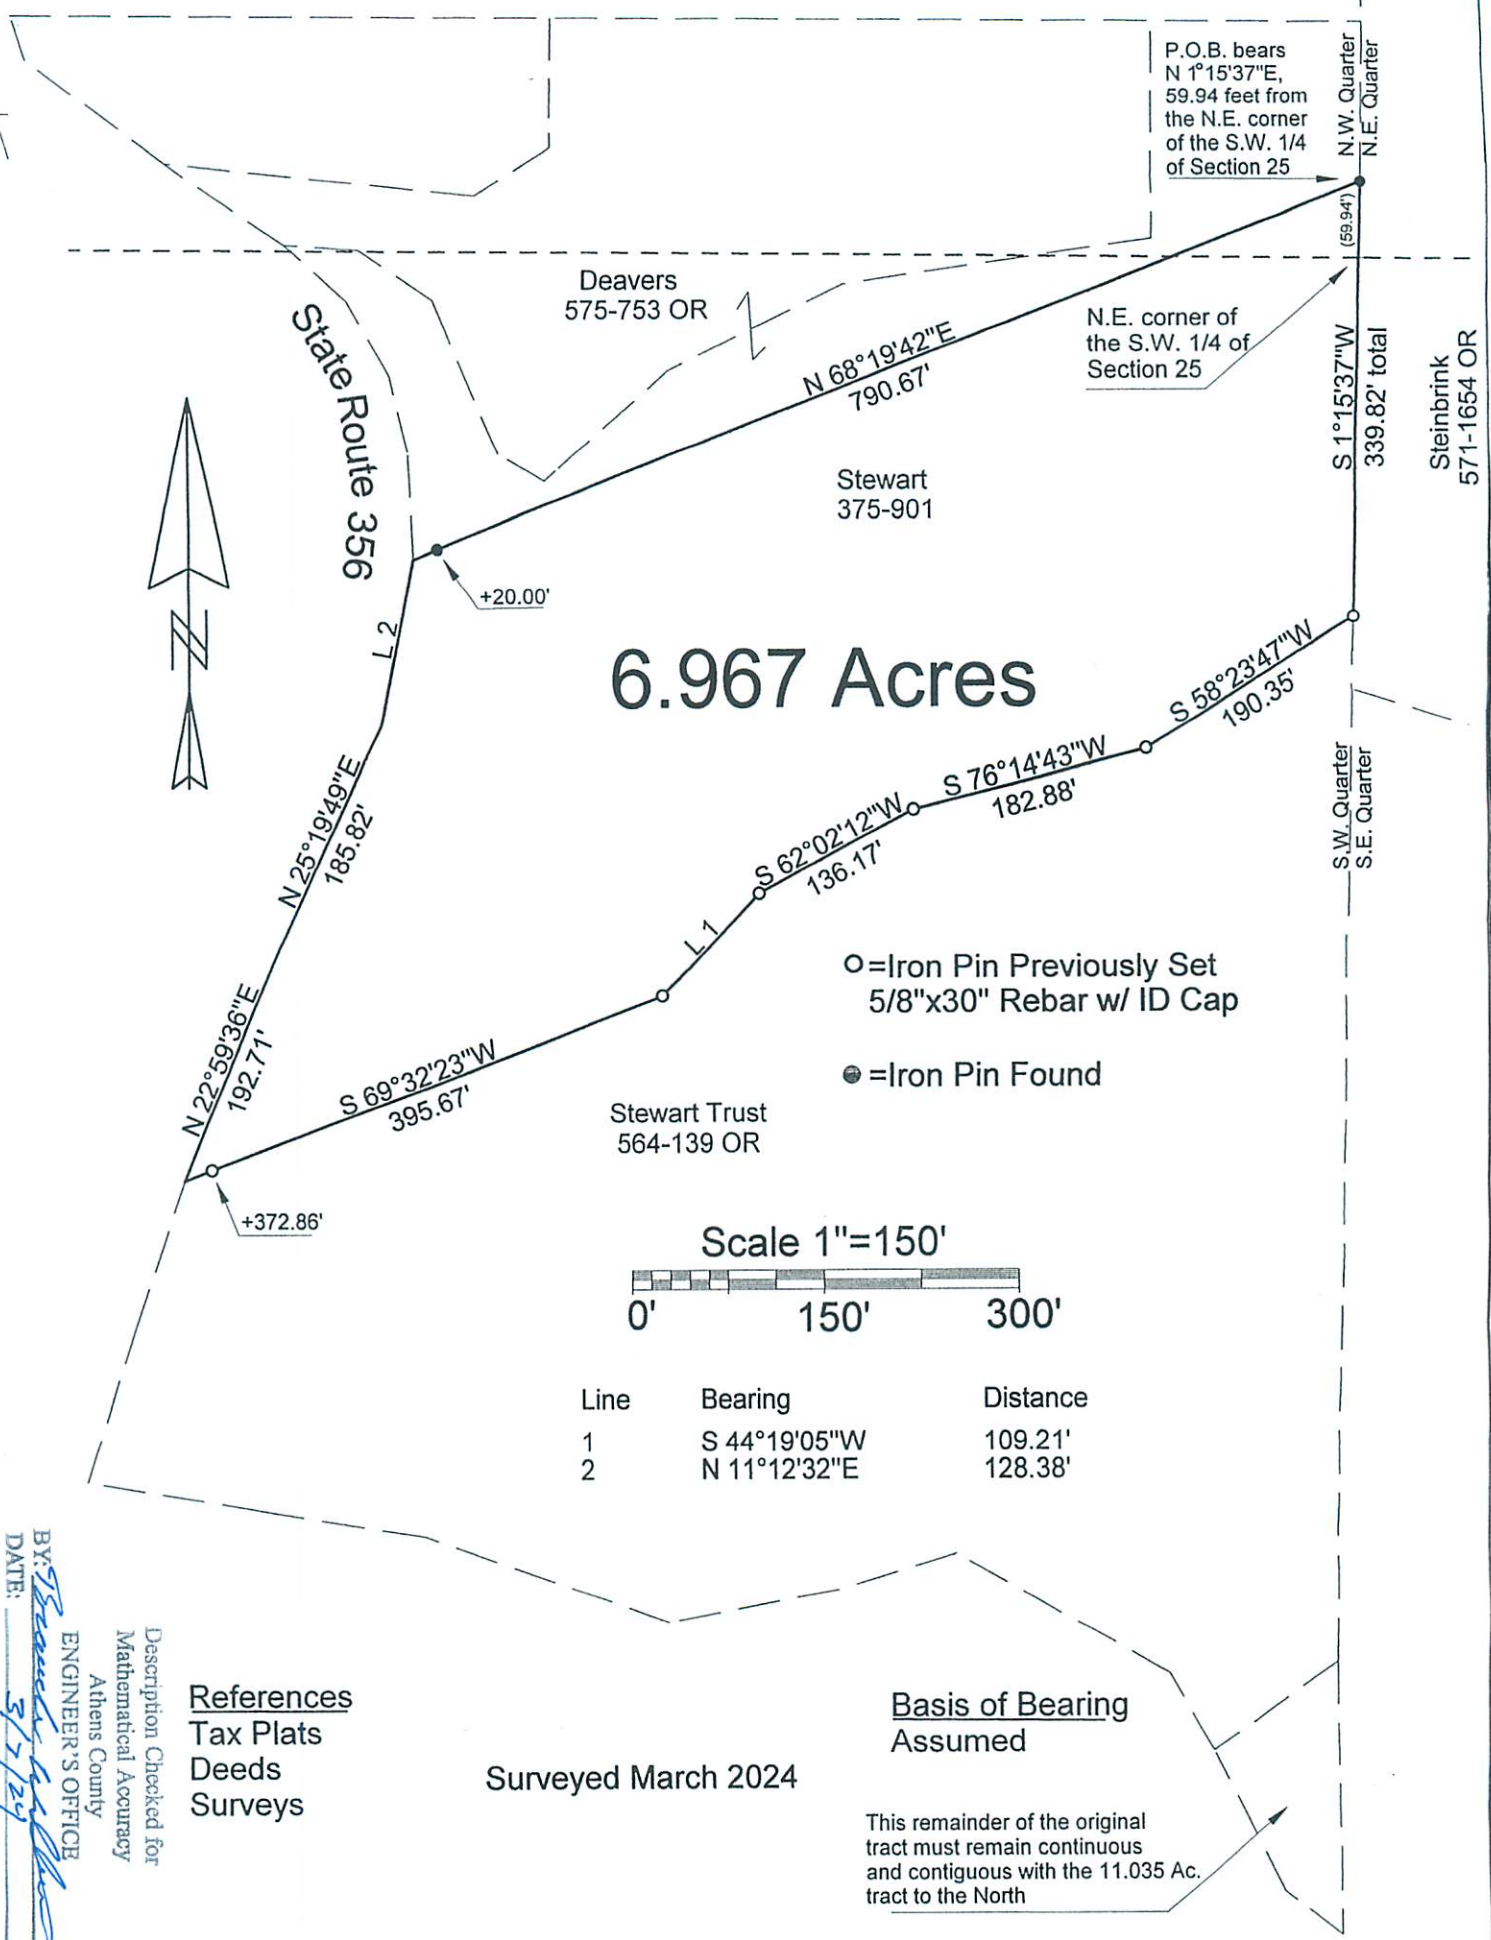 P.O.B. bears
N 1°15'37"E,
59.94 feet from
the N.E. corner
of the S.W. 1/4
of Section 25
N.W. Quarter
N.E. Quarter
(59.94')
Deavers
575-753 OR
N.E. corner of
the S.W. 1/4 of
Section 25
State Route 356
N 68°19'42"E
790.67'
S 1°15'37"W
339.82' total
Steinbrink
571-1654 OR
Stewart
375-901
+20.00'
N
L 2
6.967 Acres
S 58°23'47"W
190.35'
S 76°14'43"W
182.88'
S.W. Quarter
S.E. Quarter
N 25°19'49"E
185.82'
S 62°02'12"W
136.17'
L 1
=Iron Pin Previously Set
5/8"x30" Rebar w/ ID Cap
=Iron Pin Found
N 22°59'36"E
192.71'
S 69°32'23"W
395.67'
Stewart Trust
564-139 OR
+372.86'
Scale 1"=150'
0' 150' 300'
Line Bearing Distance
1 S 44°19'05"W 109.21'
2 N 11°12'32"E 128.38'
Description Checked for
Mathematical Accuracy
Athens County
ENGINEER'S OFFICE
BY:
DATE: 3/7/24
References
Tax Plats
Deeds
Surveys
Surveyed March 2024
Basis of Bearing
Assumed
This remainder of the original
tract must remain continuous
and contiguous with the 11.035 Ac.
tract to the North